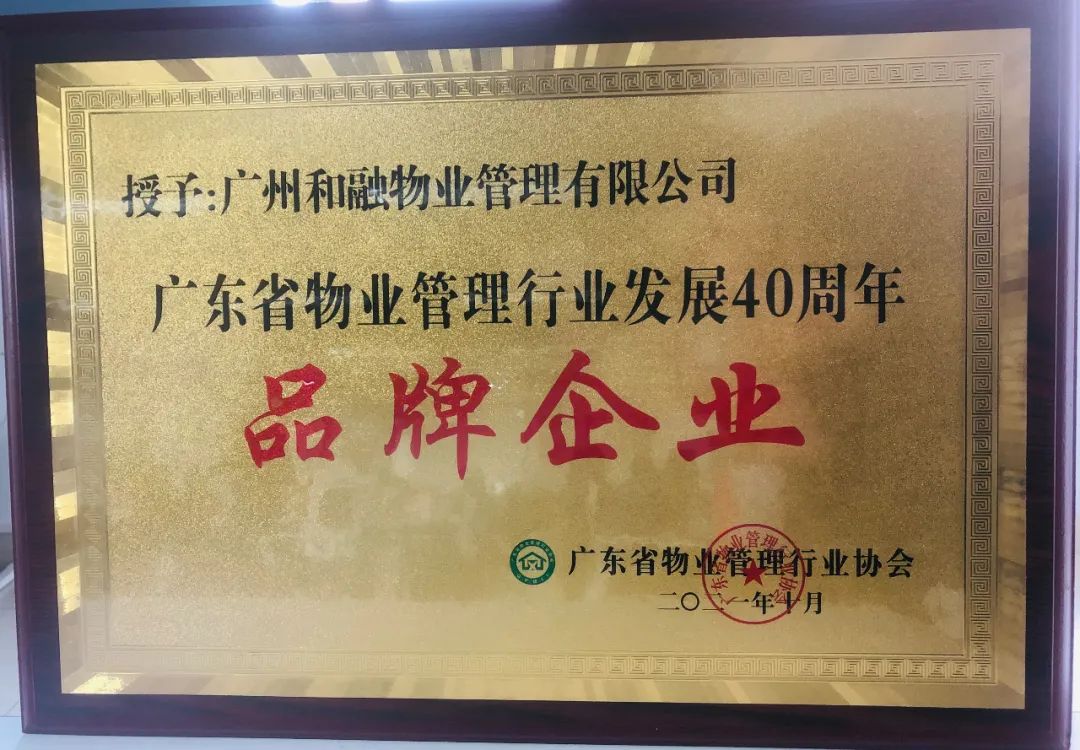 授予:广州和融物业管理有限公司
广东省物业管理行业发展40周年
品牌企业
广东省物业管理行业协会
二〇二一年十月